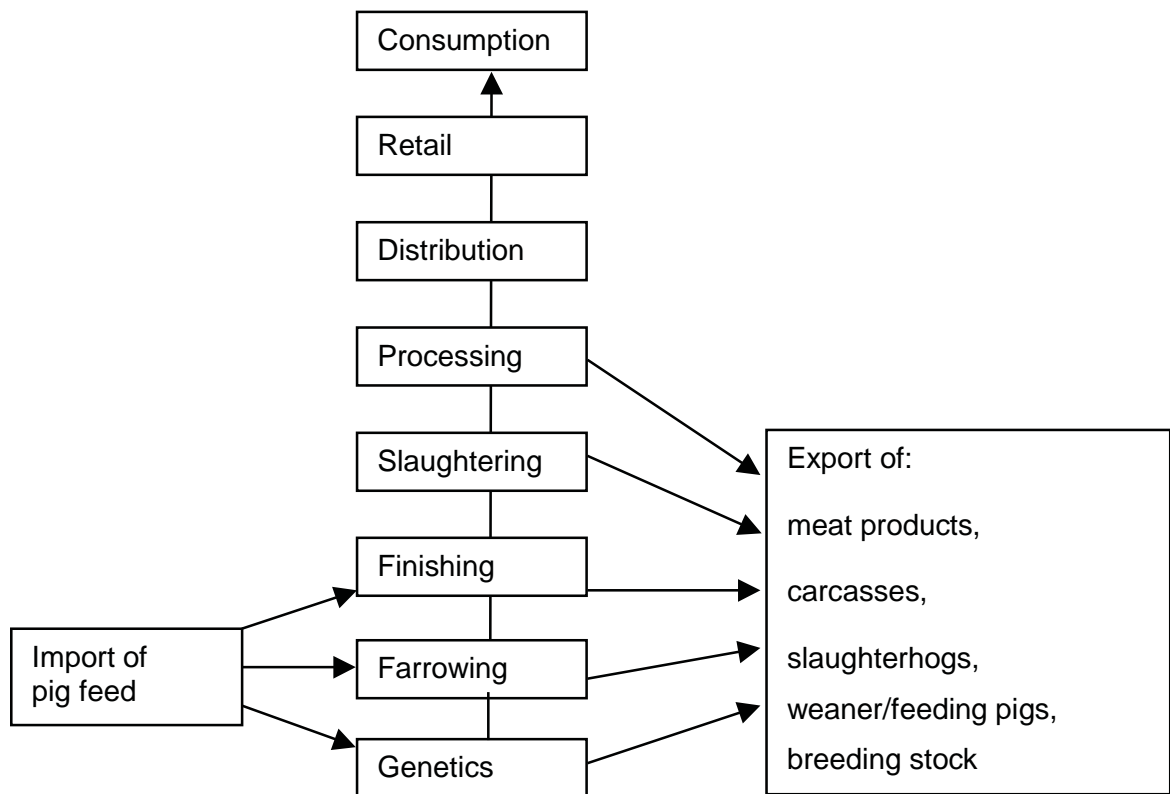 Consumption
Retail
Distribution
Processing
Slaughtering
Finishing
Farrowing
Genetics
Import of
pig feed
Export of:
meat products,
carcasses,
slaughterhogs,
weaner/feeding pigs,
breeding stock